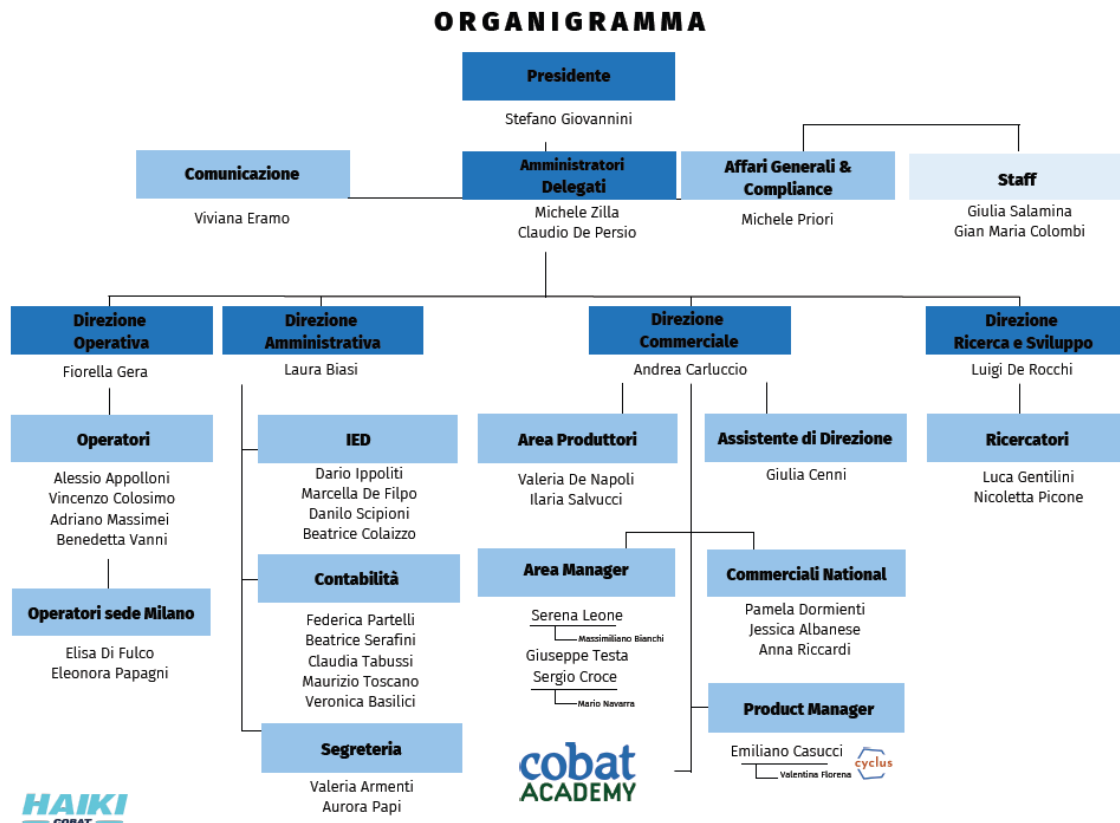 ORGANIGRAMMA
Presidente
Stefano Giovannini
Comunicazione
Viviana Eramo
Amministratori
Delegati
Michele Zilla
Claudio De Persio
Affari Generali &
Compliance
Michele Priori
Staff
Giulia Salamina
Gian Maria Colombi
Direzione
Operativa
Fiorella Gera
Operatori
Alessio Appolloni
Vincenzo Colosimo
Adriano Massimei
Benedetta Vanni
Operatori sede Milano
Elisa Di Fulco
Eleonora Papagni
Direzione
Amministrativa
Laura Biasi
IED
Dario Ippoliti
Marcella De Filpo
Danilo Scipioni
Beatrice Colaizzo
Contabilità
Federica Partelli
Beatrice Serafini
Claudia Tabussi
Maurizio Toscano
Veronica Basilici
Segreteria
Valeria Armenti
Aurora Papi
Direzione
Commerciale
Andrea Carluccio
Area Produttori
Valeria De Napoli
Ilaria Salvucci
Assistente di Direzione
Giulia Cenni
Area Manager
Serena Leone
Massimiliano Bianchi
Giuseppe Testa
Sergio Croce
Mario Navarra
Commerciali National
Pamela Dormienti
Jessica Albanese
Anna Riccardi
Product Manager
Emiliano Casucci
Valentina Florena
cyclus
cobat
ACADEMY
Direzione
Ricerca e Sviluppo
Luigi De Rocchi
Ricercatori
Luca Gentilini
Nicoletta Picone
HAIKI
COBAT